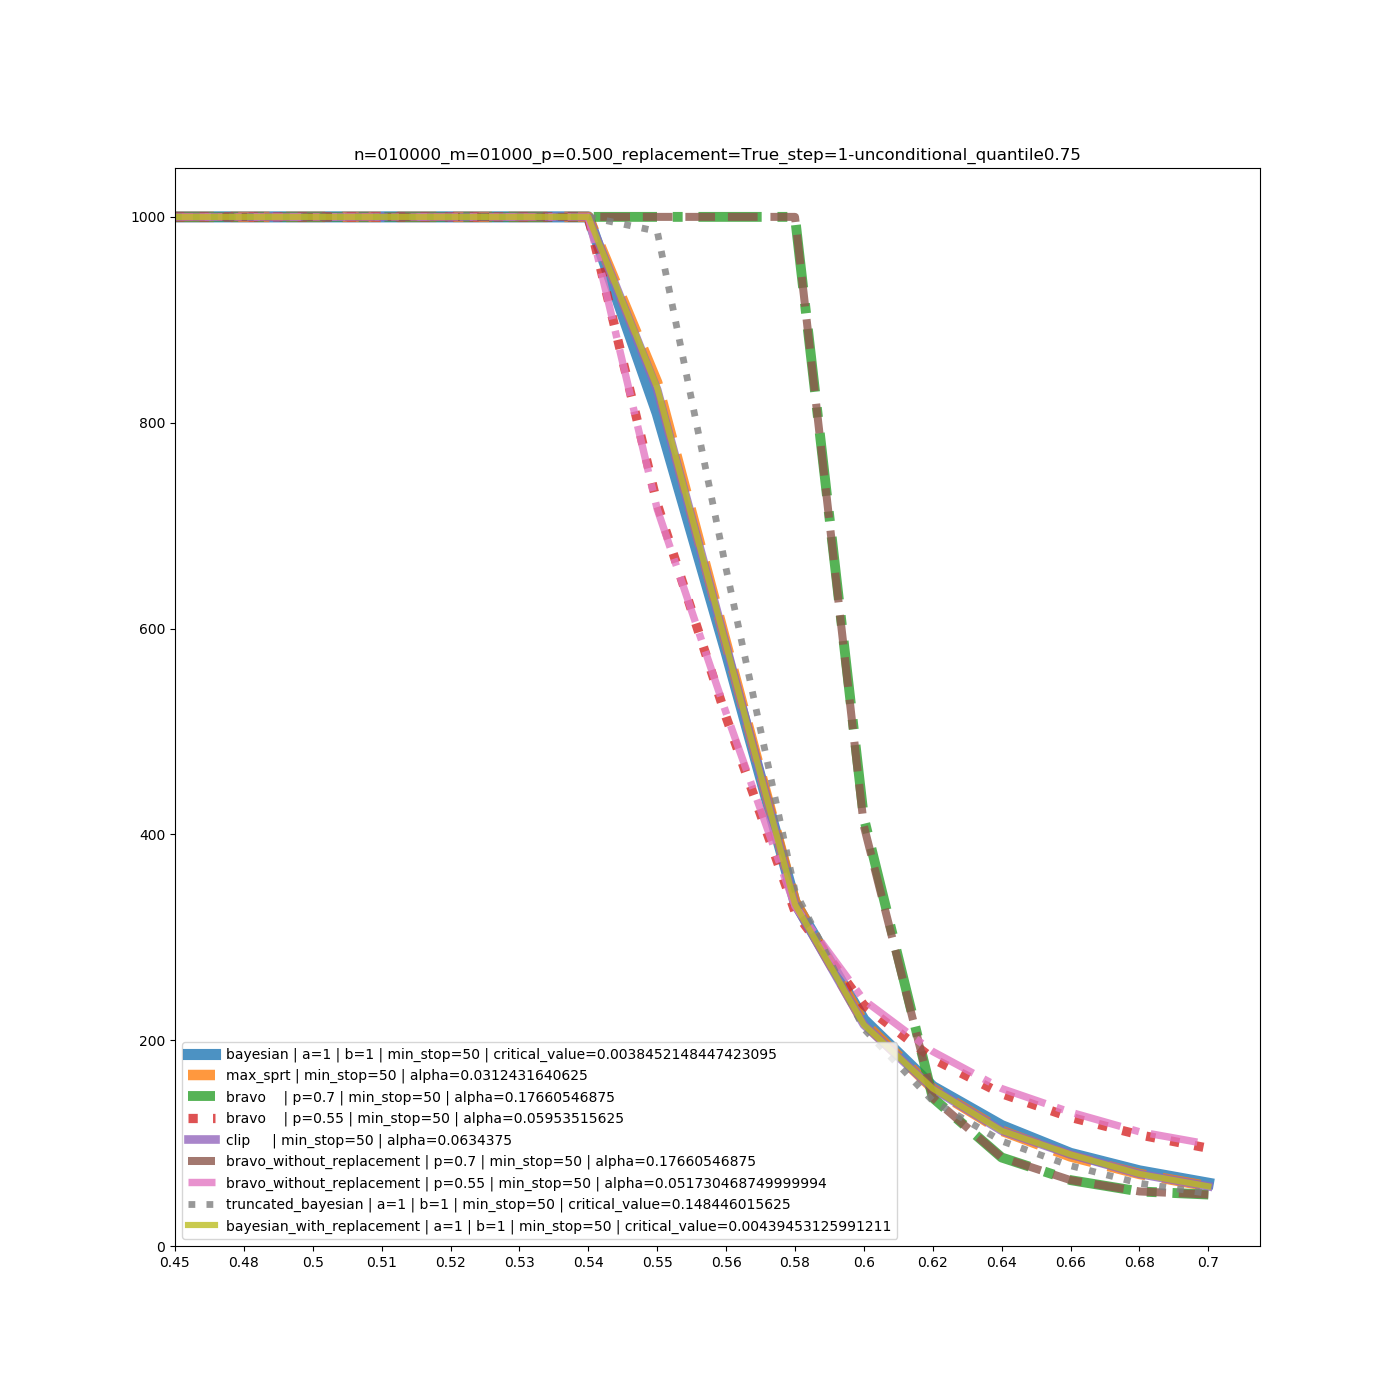 n=010000_m=01000_p=0.500_replacement=True_step=1-unconditional_quantile0.75
1000
800
600
400
200
0
bayesian | a=1 | b=1 | min_stop=50 | critical_value=0.0038452148447423095
max_sprt | min_stop=50 | alpha=0.0312431640625
bravo    | p=0.7 | min_stop=50 | alpha=0.17660546875
bravo    | p=0.55 | min_stop=50 | alpha=0.05953515625
clip     | min_stop=50 | alpha=0.0634375
bravo_without_replacement | p=0.7 | min_stop=50 | alpha=0.17660546875
bravo_without_replacement | p=0.55 | min_stop=50 | alpha=0.051730468749999994
truncated_bayesian | a=1 | b=1 | min_stop=50 | critical_value=0.148446015625
bayesian_with_replacement | a=1 | b=1 | min_stop=50 | critical_value=0.00439453125991211
0.45 0.48 0.5 0.51 0.52 0.53 0.54 0.55 0.56 0.58 0.6 0.62 0.64 0.66 0.68 0.7